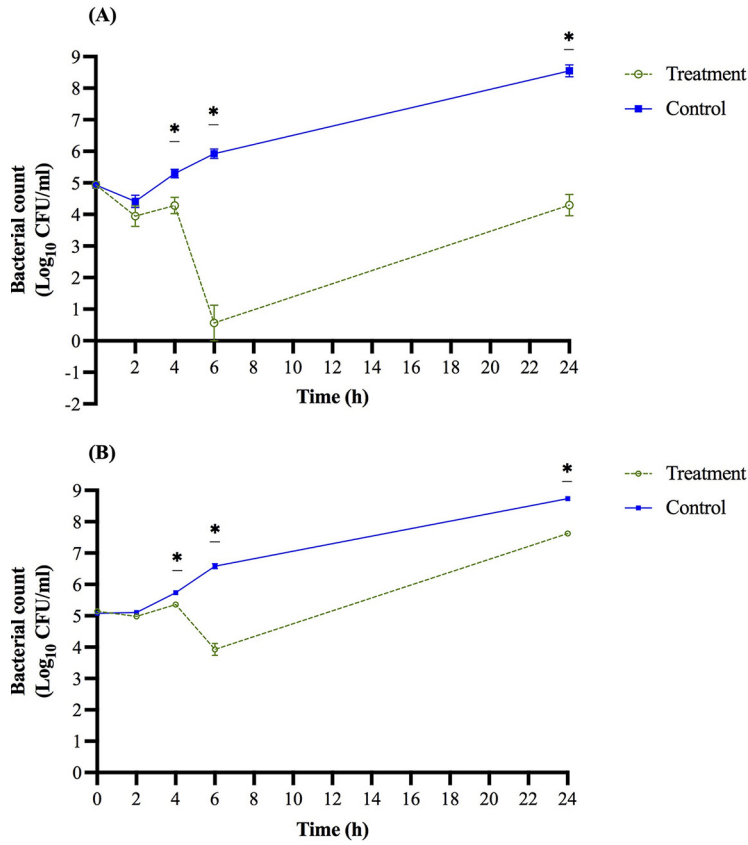 (A)
9
8
7
6
5
4
3
2
1
0
-1
-2
Bacterial count
(Log10 CFU/ml)
* * *
2 4 6 8 10 12 14 16 18 20 22 24
Time (h)
Treatment
Control
(B)
9
8
7
6
5
4
3
2
1
0
Bacterial count
(Log10 CFU/ml)
* * *
0 2 4 6 8 10 12 14 16 18 20 22 24
Time (h)
Treatment
Control